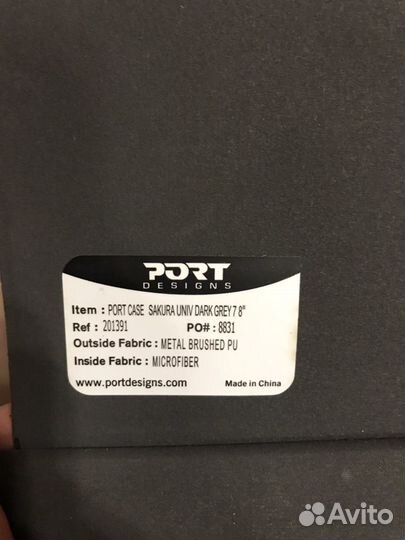 PORT
DESIGNS
Item : PORT CASE SAKURA UNIV DARK GREY 7 8"
Ref : 201391 PO# : 8831
Outside Fabric : METAL BRUSHED PU
Inside Fabric : MICROFIBER
www.portdesigns.com Made in China
Avito